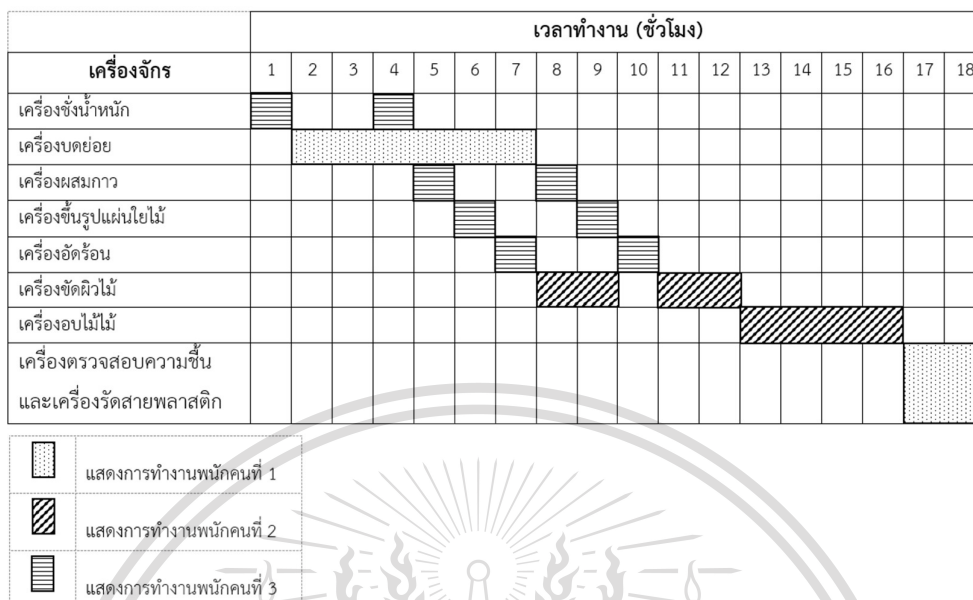 เวลาทำงาน (ชั่วโมง)
เครื่องจักร 1 2 3 4 5 6 7 8 9 10 11 12 13 14 15 16 17 18
เครื่องชั่งน้ำหนัก
เครื่องบดย่อย
เครื่องผสมกาว
เครื่องขึ้นรูปแผ่นใยไม้
เครื่องอัดร้อน
เครื่องขัดผิวไม้
เครื่องอบไม้ไม้
เครื่องตรวจสอบความชื้น
และเครื่องรัดสายพลาสติก
แสดงการทำงานพนักคนที่ 1
แสดงการทำงานพนักคนที่ 2
แสดงการทำงานพนักคนที่ 3